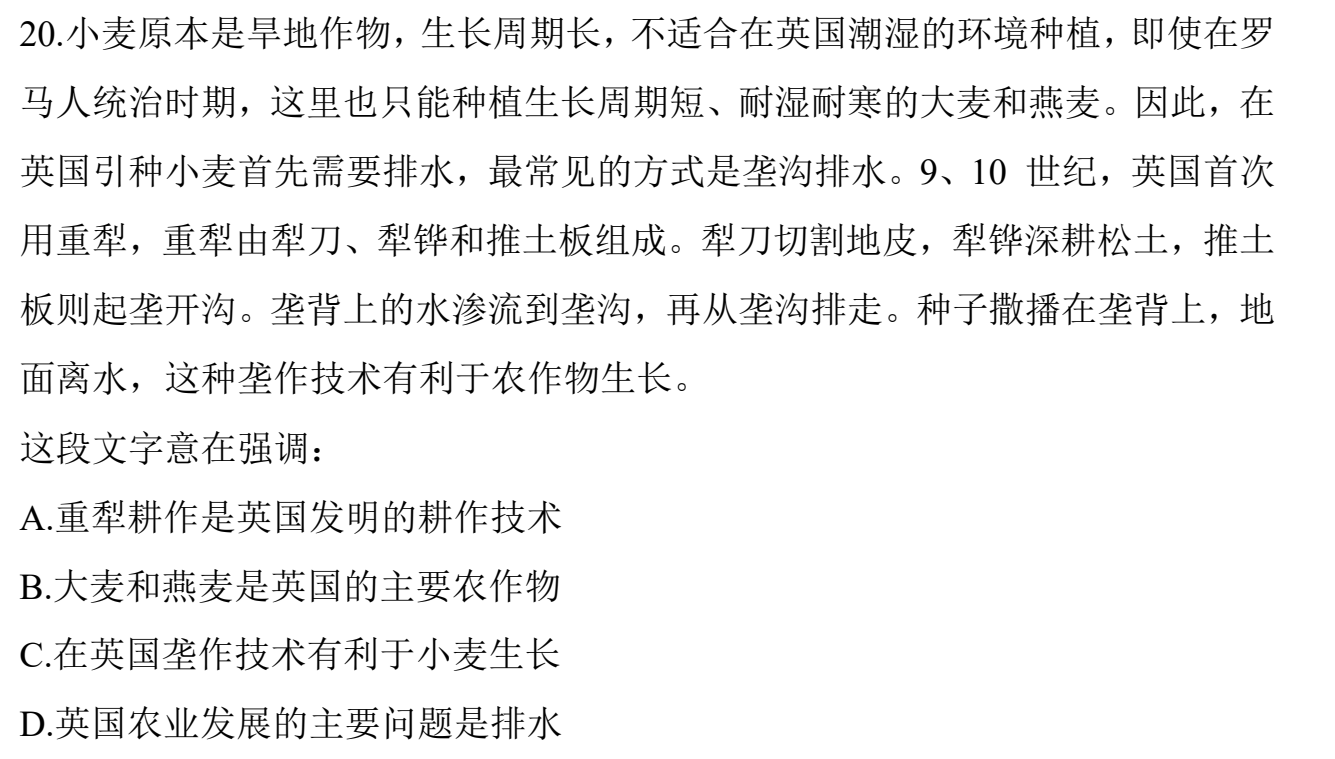 20.小麦原本是旱地作物，生长周期长，不适合在英国潮湿的环境种植，即使在罗
马人统治时期，这里也只能种植生长周期短、耐湿耐寒的大麦和燕麦。因此，在
英国引种小麦首先需要排水，最常见的方式是垄沟排水。9、10 世纪，英国首次
用重犁，重犁由犁刀、犁铧和推土板组成。犁刀切割地皮，犁铧深耕松土，推土
板则起垄开沟。垄背上的水渗流到垄沟，再从垄沟排走。种子撒播在垄背上，地
面离水，这种垄作技术有利于农作物生长。
这段文字意在强调：
A.重犁耕作是英国发明的耕作技术
B.大麦和燕麦是英国的主要农作物
C.在英国垄作技术有利于小麦生长
D.英国农业发展的主要问题是排水